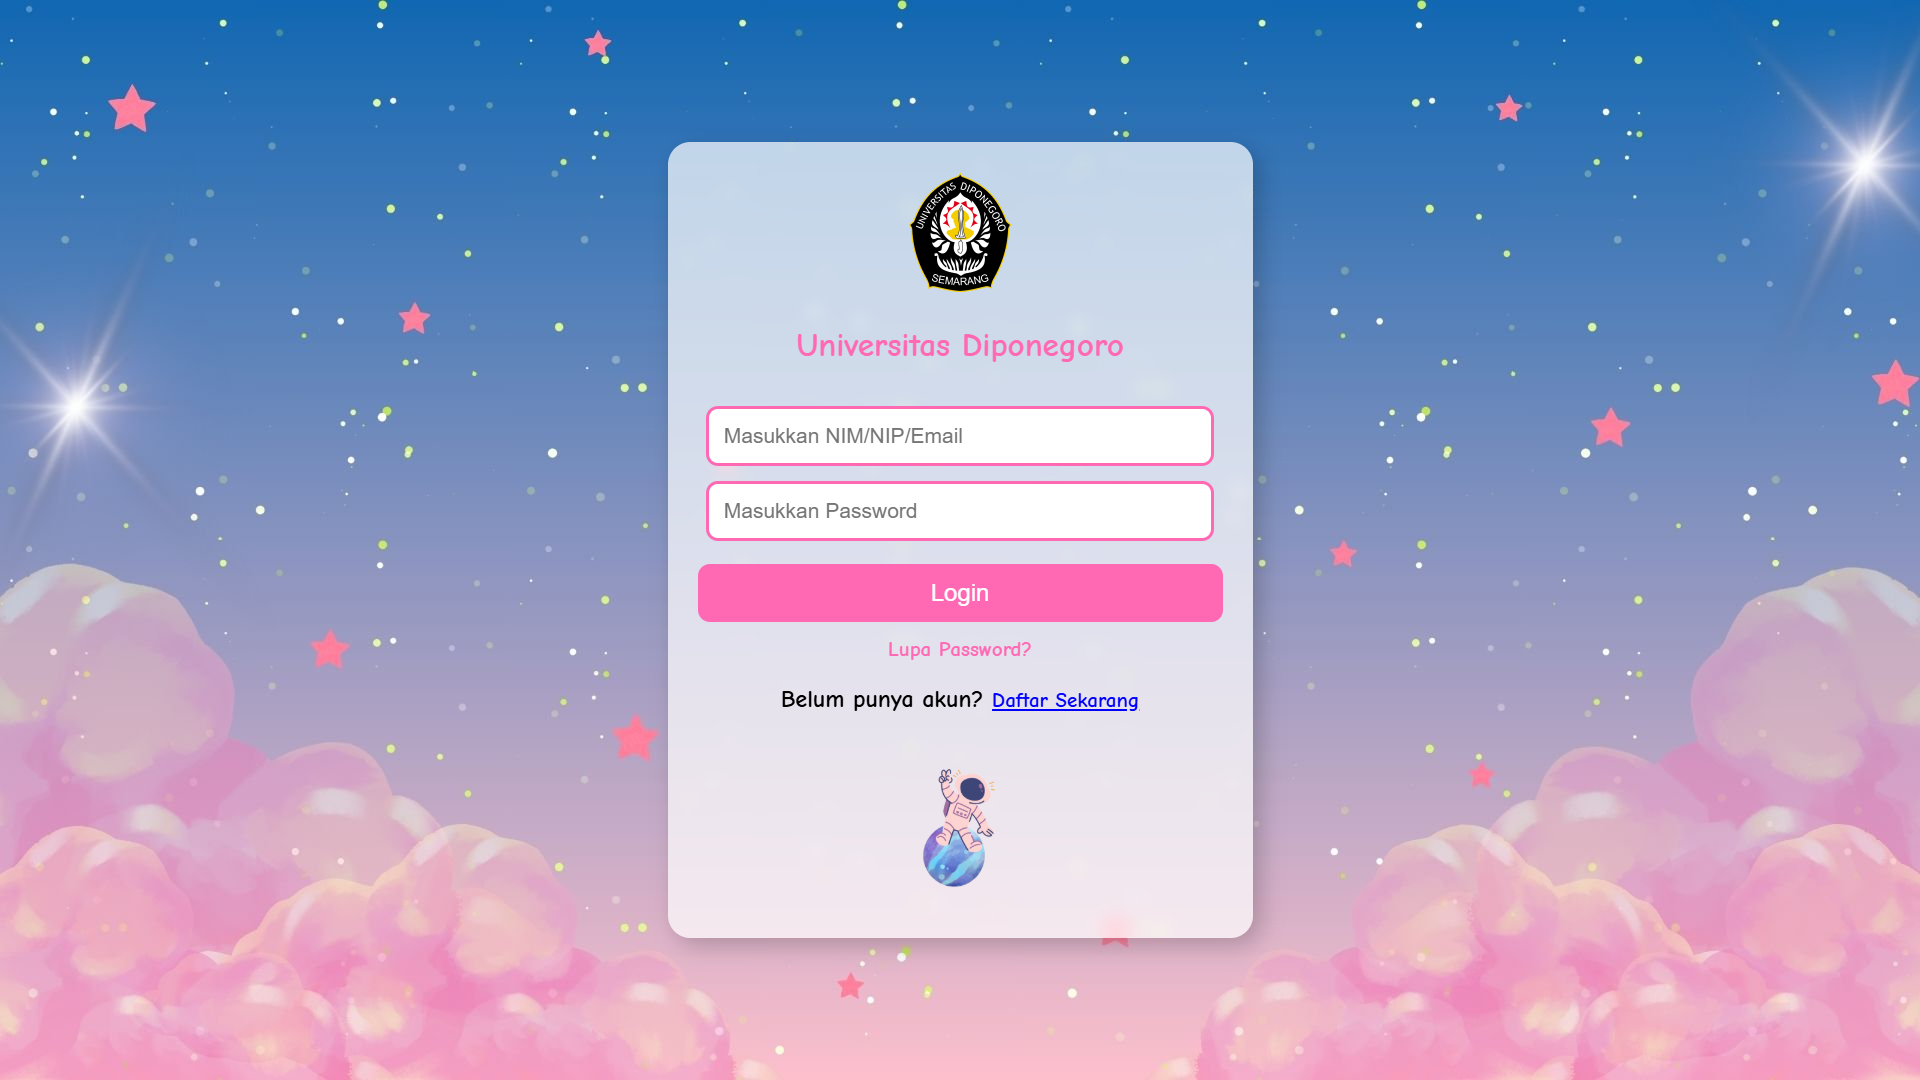 UNIVERSITAS DIPONEGORO
SEMARANG
Universitas Diponegoro
Masukkan NIM/NIP/Email
Masukkan Password
Login
Lupa Password?
Belum punya akun? Daftar Sekarang